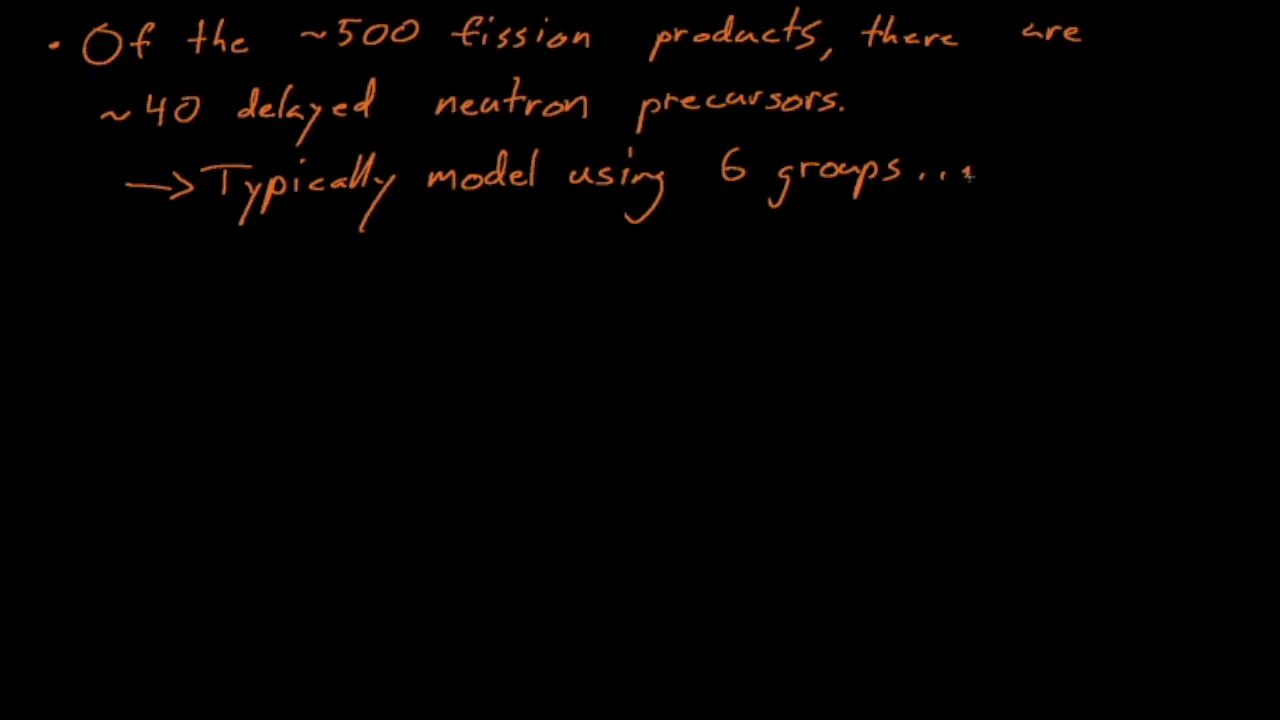 • Of the ~500 fission products, there are
~40 delayed neutron precursors.
→ Typically model using 6 groups...